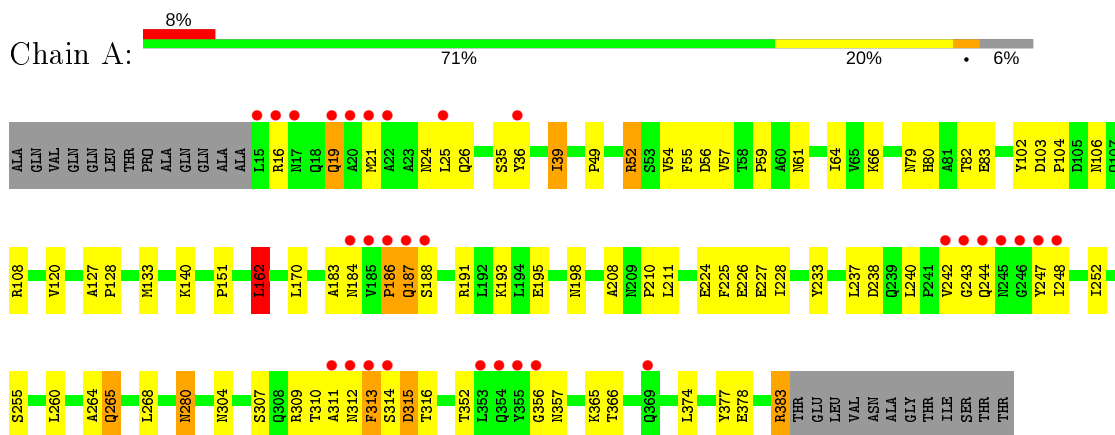 8%
Chain A:
71% 20% • 6%
ALA GLN VAL GLN GLN LEU THR PRO ALA GLN GLN ALA ALA L15 R16 N17 Q18 Q19 A20 M21 A22 A23 N24 L25 Q26 S35 Y36 I39 P49 R52 S53 V54 F55 D56 V57 T58 P59 A60 N61 I64 V65 K66 N79 H80 A81 T82 E83 Y102 D103 P104 D105 N106 Q107
R108 V120 A127 P128 M133 K140 P151 L162 L170 A183 N184 V185 P186 Q187 S188 R191 L192 K193 L194 E195 N198 A208 N209 P210 L211 E224 F225 E226 E227 I228 Y233 L237 D238 Q239 L240 P241 V242 G243 Q244 N245 G246 Y247 I248 I252
S255 L260 A264 Q265 L268 N280 N304 S307 Q308 R309 T310 A311 N312 F313 S314 D315 T316 T352 L353 Q354 Y355 G356 N357 K365 T366 Q369 L374 Y377 E378 R383 THR GLU LEU VAL ASN ALA GLY THR ILE SER THR THR